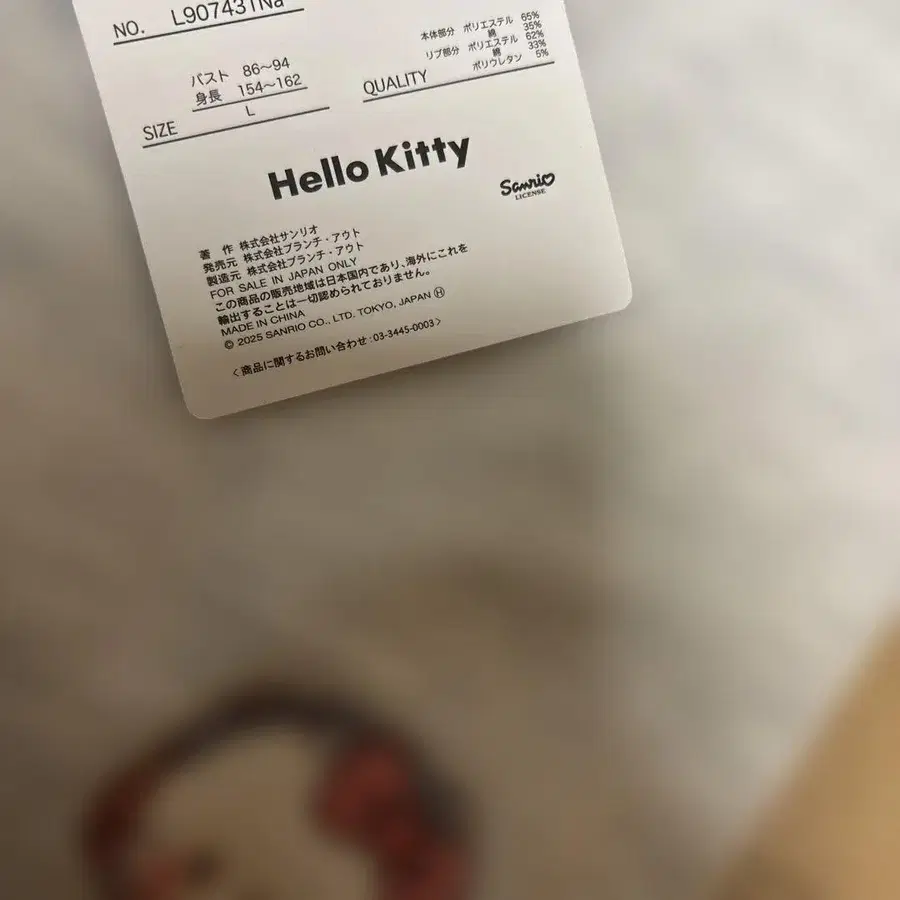 NO. L907431Na
バスト 86～94
身長 154～162
SIZE L
本体部分 ポリエステル 65%
綿 35%
リブ部分 ポリエステル 62%
綿 33%
ポリウレタン 5%
QUALITY
Hello Kitty
Sanrio
LICENSE
著 作 株式会社サンリオ
発売元 株式会社ブランチ・アウト
製造元 株式会社ブランチ・アウト
FOR SALE IN JAPAN ONLY
この商品の販売地域は日本国内であり、海外にこれを
輸出することは一切認められておりません。
MADE IN CHINA
© 2025 SANRIO CO., LTD. TOKYO, JAPAN Ⓗ
〈商品に関するお問い合わせ:03-3445-0003〉